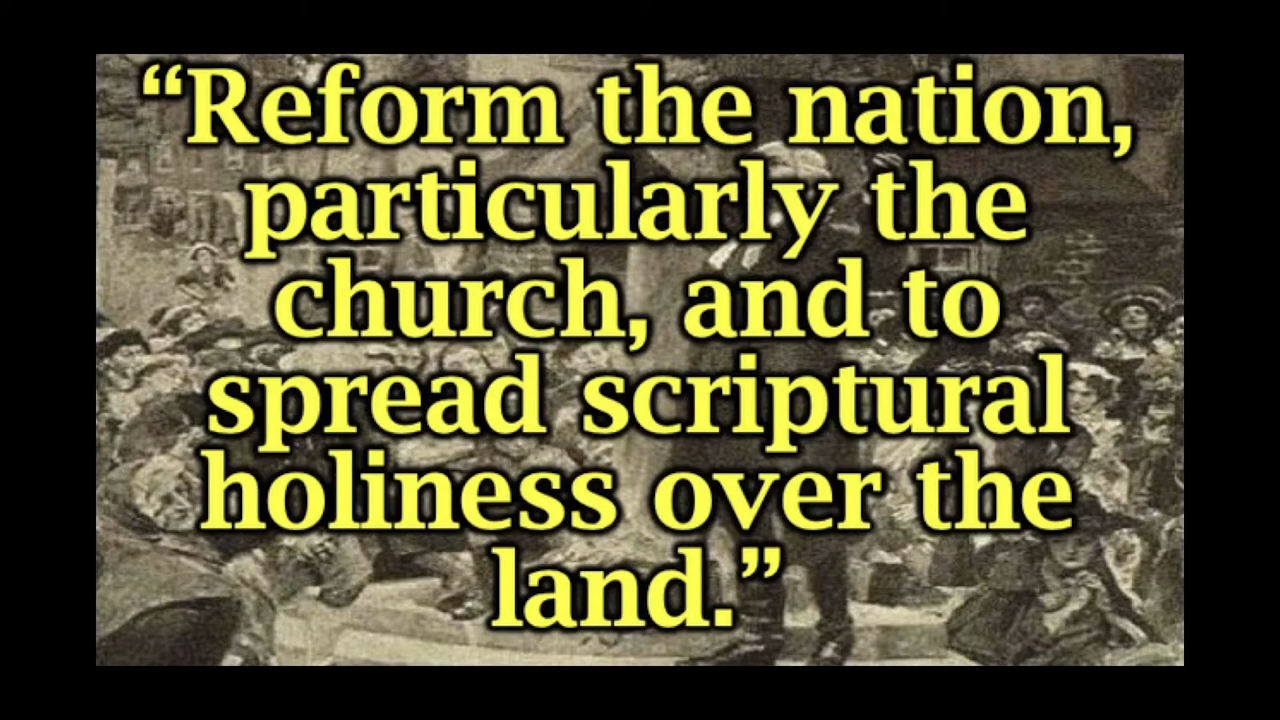 “Reform the nation,
particularly the
church, and to
spread scriptural
holiness over the
land.”